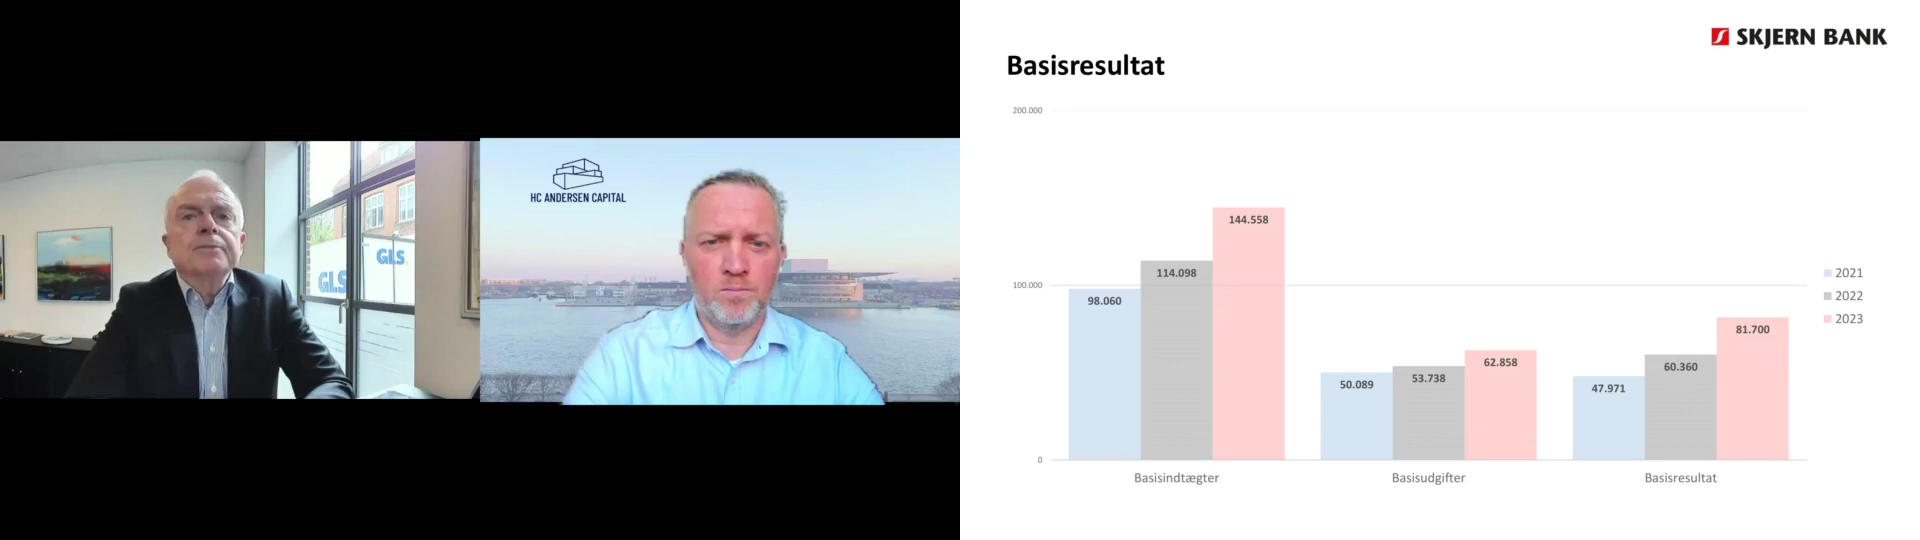 GLS
GLS
HC ANDERSEN CAPITAL
SKJERN BANK
Basisresultat
200.000
100.000
0
98.060
114.098
144.558
50.089
53.738
62.858
47.971
60.360
81.700
Basisindtægter
Basisudgifter
Basisresultat
2021
2022
2023